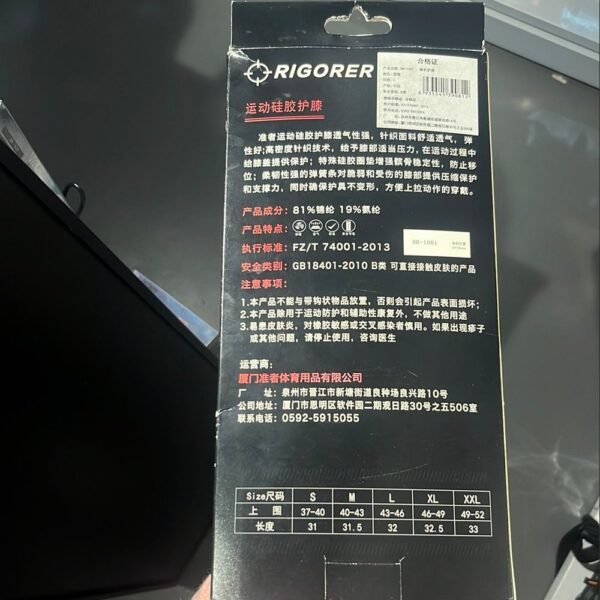 RIGORER
合格证
运动硅胶护膝
准者运动硅胶护膝透气性强，针织面料舒适透气，弹
性好;高密度针织技术，给予膝部适当压力，在运动过程中
给膝盖提供保护；特殊硅胶圈垫增强髌骨稳定性，防止移
位；柔韧性强的弹簧条对脆弱和受伤的膝部提供压缩保护
和支撑力，同时确保护具不变形，方便上拉动作的穿戴。
产品成分：81%锦纶 19%氨纶
产品特点：
执行标准：FZ/T 74001-2013
安全类别：GB18401-2010 B类 可直接接触皮肤的产品
注意事项：
1.本产品不能与带钩状物品放置，否则会引起产品表面损坏;
2.本产品除用于运动防护和辅助性康复外，不做其他用途
3.易患皮肤炎，对橡胶敏感或交叉感染者慎用。如果出现疹子
或其他问题，请停止使用，咨询医生
运营商：
厦门准者体育用品有限公司
厂 址：泉州市晋江市新塘街道良种场良兴路10号
公司地址：厦门市思明区软件园二期观日路30号之五506室
联系电话：0592-5915055
Size尺码 S M L XL XXL
上 围 37-40 40-43 43-46 46-49 49-52
长度 31 31.5 32 32.5 33